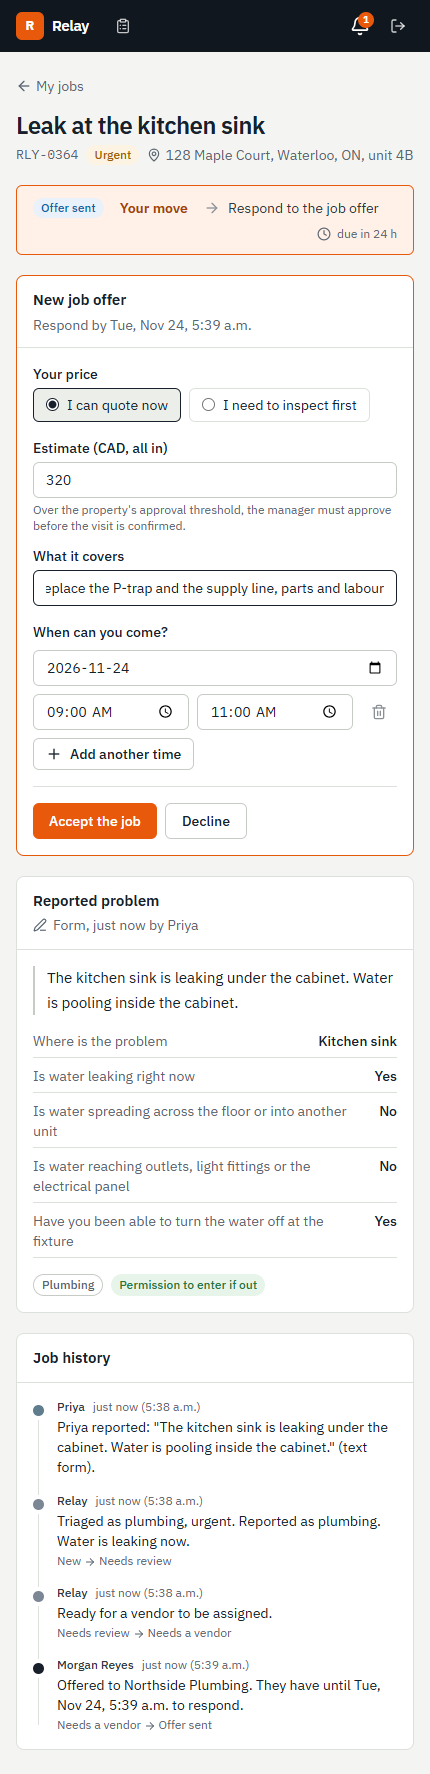 R Relay 1
← My jobs
Leak at the kitchen sink
RLY-0364 Urgent 128 Maple Court, Waterloo, ON, unit 4B
Offer sent Your move → Respond to the job offer
due in 24 h
New job offer
Respond by Tue, Nov 24, 5:39 a.m.
Your price
I can quote now I need to inspect first
Estimate (CAD, all in)
320
Over the property's approval threshold, the manager must approve
before the visit is confirmed.
What it covers
eplace the P-trap and the supply line, parts and labour
When can you come?
2026-11-24
09:00 AM 11:00 AM
+ Add another time
Accept the job Decline
Reported problem
Form, just now by Priya
The kitchen sink is leaking under the cabinet. Water
is pooling inside the cabinet.
Where is the problem Kitchen sink
Is water leaking right now Yes
Is water spreading across the floor or into another No
unit
Is water reaching outlets, light fittings or the No
electrical panel
Have you been able to turn the water off at the Yes
fixture
Plumbing Permission to enter if out
Job history
Priya just now (5:38 a.m.)
Priya reported: "The kitchen sink is leaking under the
cabinet. Water is pooling inside the cabinet." (text
form).
Relay just now (5:38 a.m.)
Triaged as plumbing, urgent. Reported as plumbing.
Water is leaking now.
New → Needs review
Relay just now (5:38 a.m.)
Ready for a vendor to be assigned.
Needs review → Needs a vendor
Morgan Reyes just now (5:39 a.m.)
Offered to Northside Plumbing. They have until Tue,
Nov 24, 5:39 a.m. to respond.
Needs a vendor → Offer sent